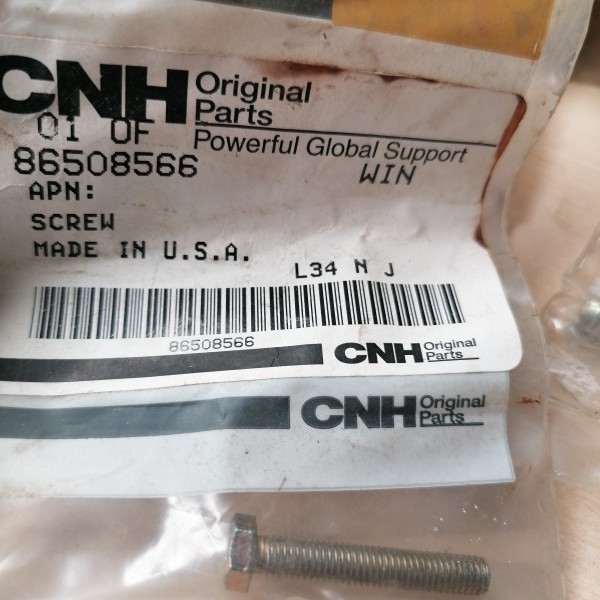 CNH Original Parts
Powerful Global Support
01 OF
86508566
WIN
APN:
SCREW
MADE IN U.S.A.
L34 N J
86508566
CNH Original Parts
CNH Original Parts